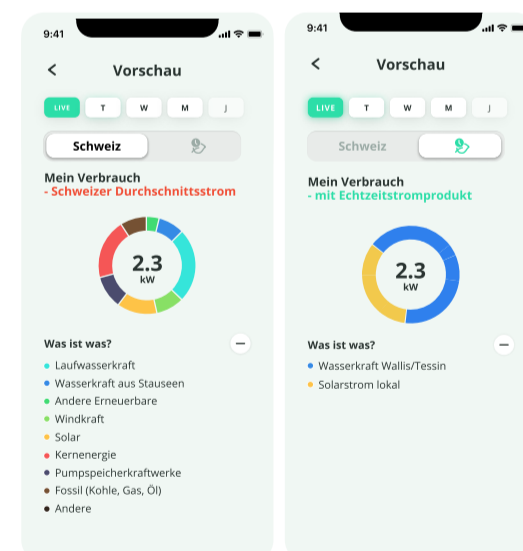 9:41
Vorschau
LIVE T W M J
Schweiz
Mein Verbrauch
- Schweizer Durchschnittsstrom
2.3
kW
Was ist was?
Laufwasserkraft
Wasserkraft aus Stauseen
Andere Erneuerbare
Windkraft
Solar
Kernenergie
Pumpspeicherkraftwerke
Fossil (Kohle, Gas, Öl)
Andere
9:41
Vorschau
LIVE T W M J
Schweiz
Mein Verbrauch
- mit Echtzeitstromprodukt
2.3
kW
Was ist was?
Wasserkraft Wallis/Tessin
Solarstrom lokal